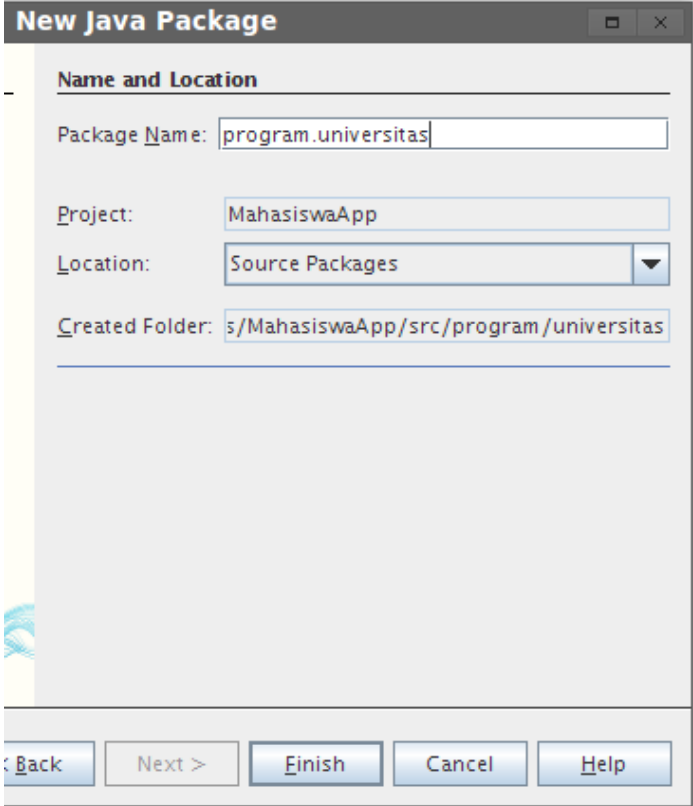 New Java Package
Name and Location
Package Name: program.universitas
Project: MahasiswaApp
Location: Source Packages
Created Folder: s/MahasiswaApp/src/program/universitas
< Back Next > Finish Cancel Help